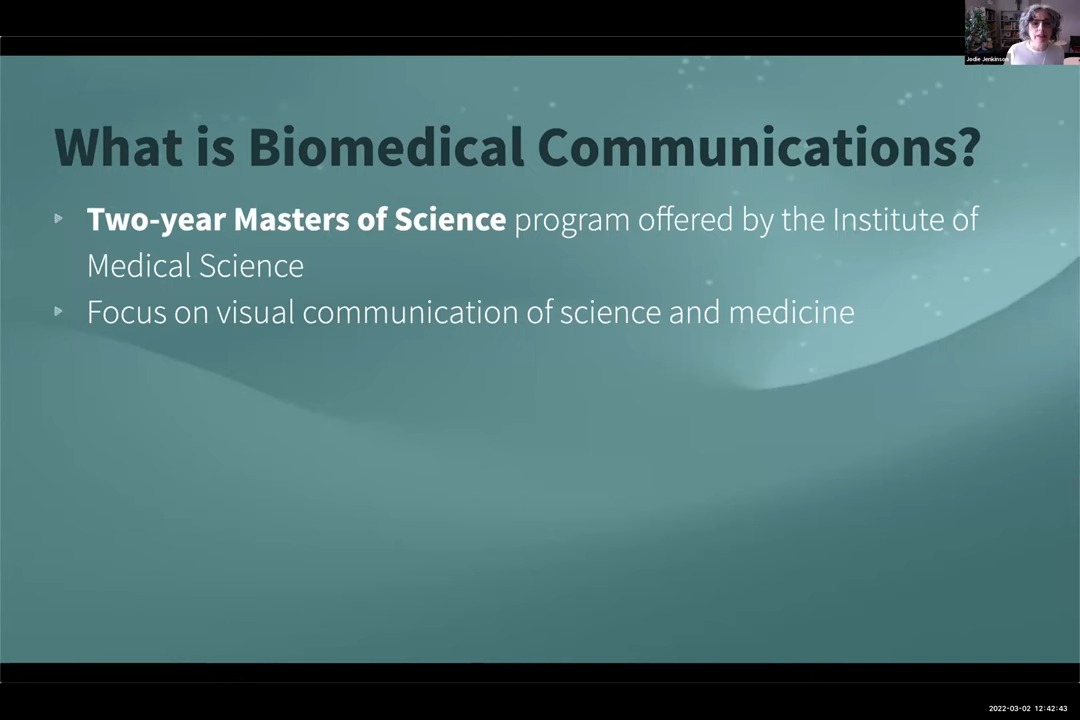 Jodie Jenkinson
What is Biomedical Communications?
Two-year Masters of Science program offered by the Institute of
Medical Science
Focus on visual communication of science and medicine
2022-03-02 12:42:43